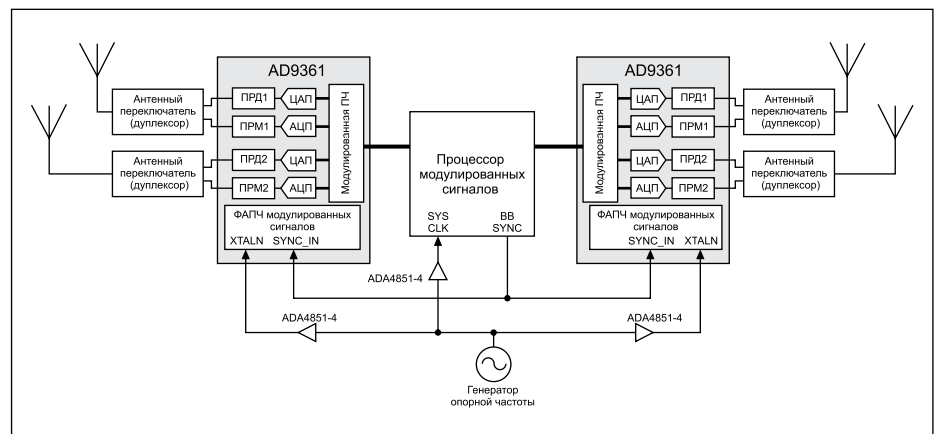 AD9361
Антенный
переключатель
(дуплексор)
ПРД1
ЦАП
ПРМ1
АЦП
Антенный
переключатель
(дуплексор)
ПРД2
ЦАП
ПРМ2
АЦП
Модулированная ПЧ
ФАПЧ модулированных
сигналов
XTALN SYNC_IN
Процессор
модулированных
сигналов
SYS
CLK
BB
SYNC
AD9361
Модулированная ПЧ
ЦАП
ПРД1
АЦП
ПРМ1
ЦАП
ПРД2
АЦП
ПРМ2
Антенный
переключатель
(дуплексор)
Антенный
переключатель
(дуплексор)
ФАПЧ модулированных
сигналов
SYNC_IN XTALN
ADA4851-4
ADA4851-4
ADA4851-4
Генератор
опорной частоты